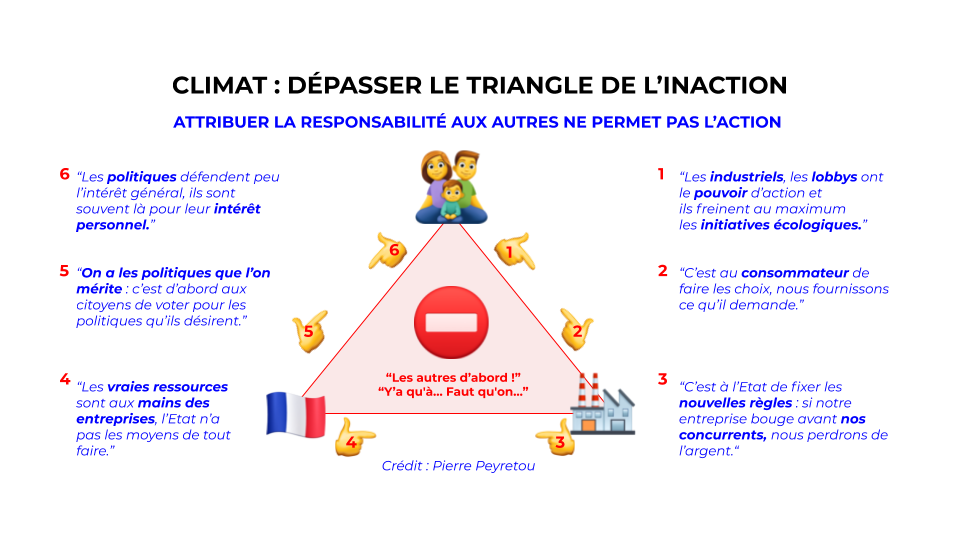 CLIMAT : DÉPASSER LE TRIANGLE DE L’INACTION
ATTRIBUER LA RESPONSABILITÉ AUX AUTRES NE PERMET PAS L’ACTION
6 “Les politiques défendent peu
l’intérêt général, ils sont
souvent là pour leur intérêt
personnel.”
5 “On a les politiques que l’on
mérite : c’est d’abord aux
citoyens de voter pour les
politiques qu’ils désirent.”
4 “Les vraies ressources
sont aux mains des
entreprises, l’Etat n’a
pas les moyens de tout
faire.”
6
1
5
2
“Les autres d’abord !”
“Y’a qu'à... Faut qu'on...”
4
3
Crédit : Pierre Peyretou
1 “Les industriels, les lobbys ont
le pouvoir d’action et
ils freinent au maximum
les initiatives écologiques.”
2 “C’est au consommateur de
faire les choix, nous fournissons
ce qu’il demande.”
3 “C’est à l’Etat de fixer les
nouvelles règles : si notre
entreprise bouge avant nos
concurrents, nous perdrons de
l’argent.“